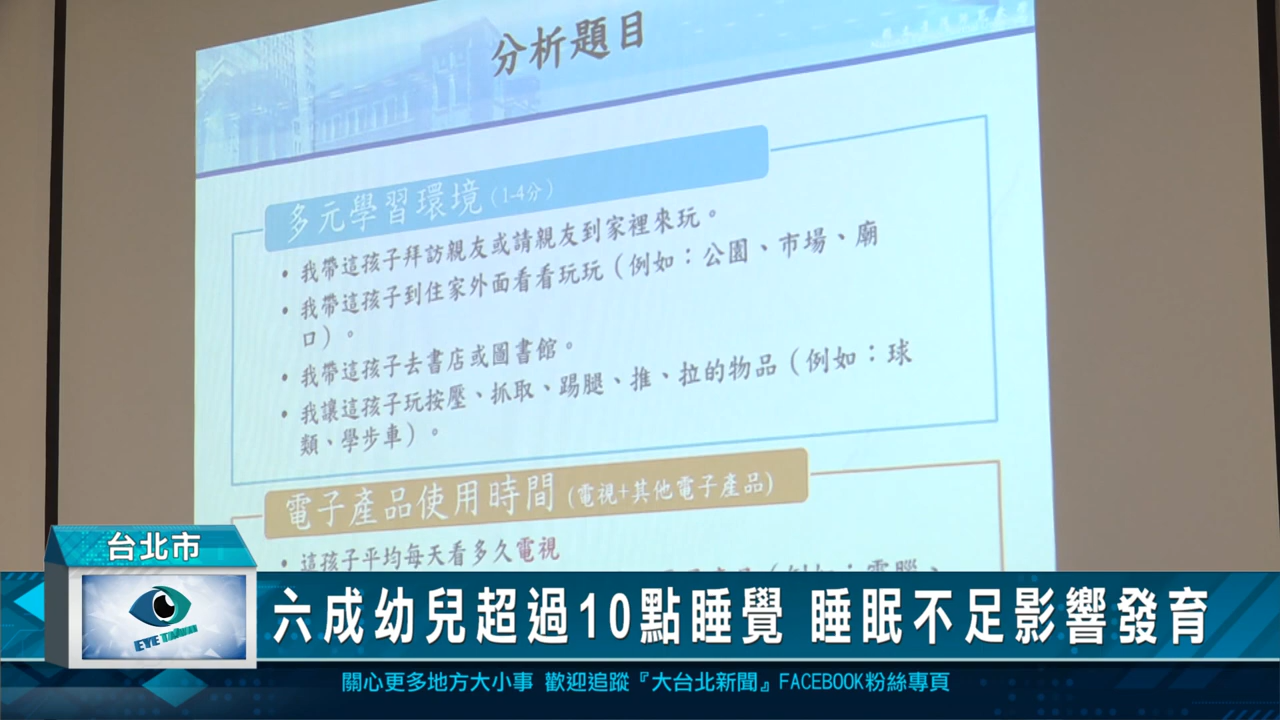 分析題目
多元學習環境(1-4分)
• 我帶這孩子拜訪親友或請親友到家裡來玩。
• 我帶這孩子到住家外面看看玩玩(例如:公園、市場、廟
口)。
• 我帶這孩子去書店或圖書館。
• 我讓這孩子玩按壓、抓取、踢腿、推、拉的物品(例如:球
類、學步車)。
電子產品使用時間(電視+其他電子產品)
• 這孩子平均每天看多久電視
(例如:電腦、
台北市
六成幼兒超過10點睡覺 睡眠不足影響發育
關心更多地方大小事 歡迎追蹤『大台北新聞』FACEBOOK粉絲專頁